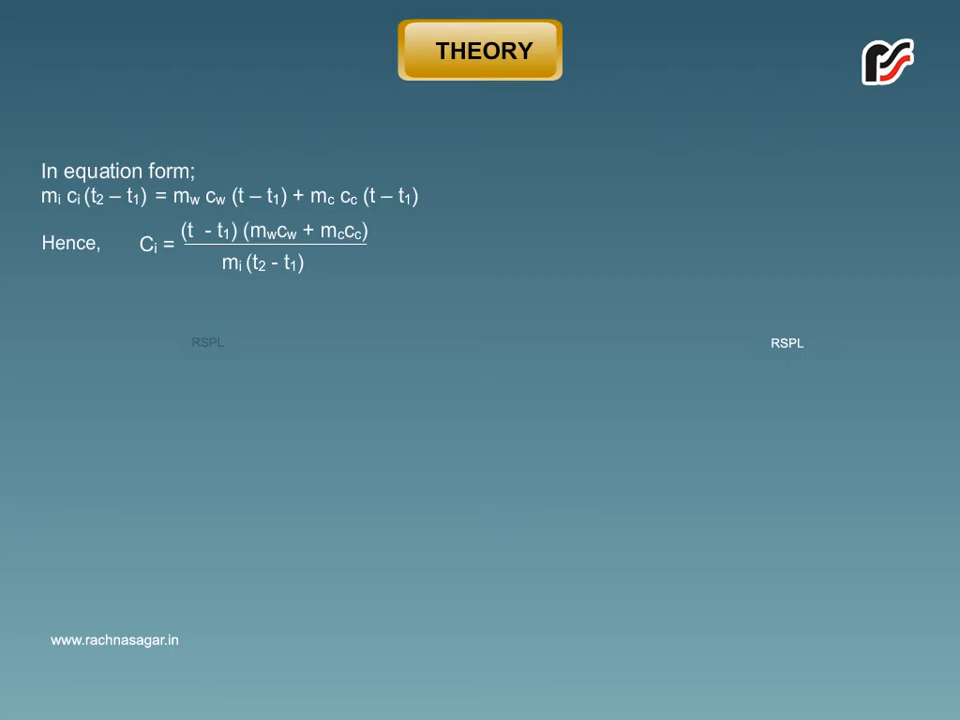 THEORY
In equation form;
mᵢ cᵢ (t₂ – t₁) = m_w c_w (t – t₁) + m_c c_c (t – t₁)
Hence, Cᵢ = (t - t₁) (m_wc_w + m_cc_c)
mᵢ (t₂ - t₁)
RSPL RSPL
www.rachnasagar.in